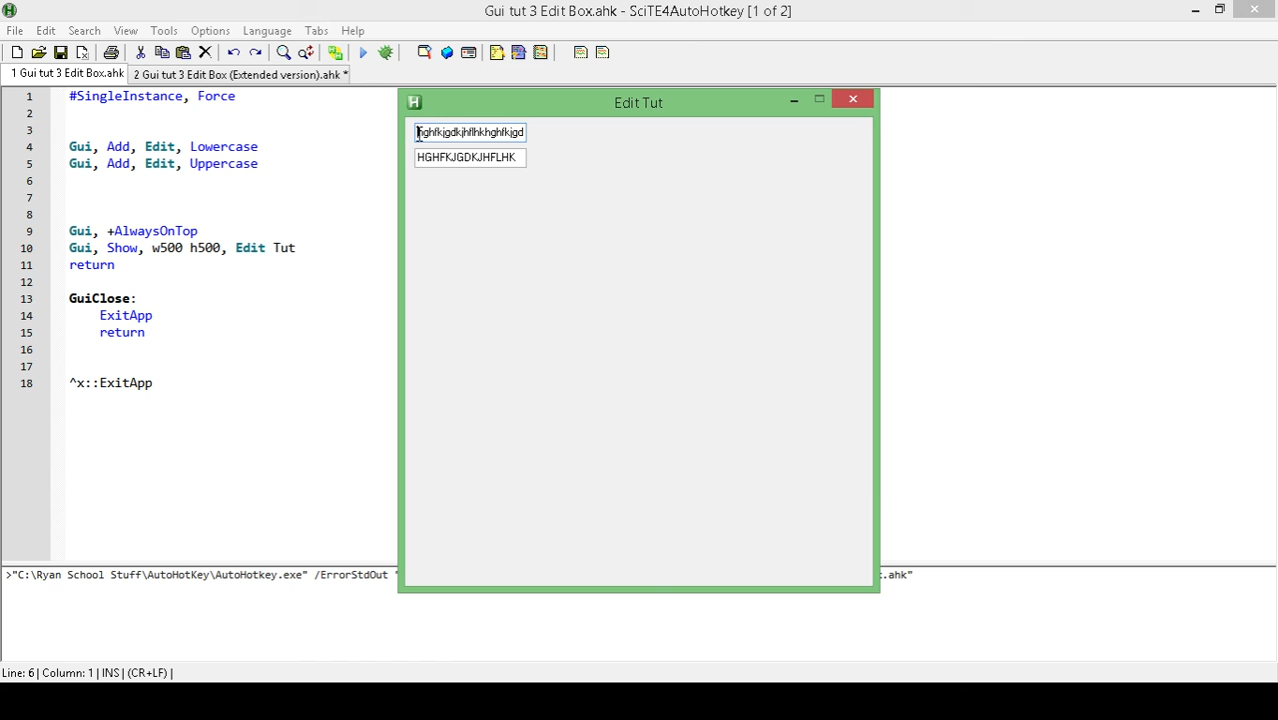 Gui tut 3 Edit Box.ahk - SciTE4AutoHotkey [1 of 2]
File Edit Search View Tools Options Language Tabs Help
1 Gui tut 3 Edit Box.ahk 2 Gui tut 3 Edit Box (Extended version).ahk *
1 #SingleInstance, Force
2
3
4 Gui, Add, Edit, Lowercase
5 Gui, Add, Edit, Uppercase
6
7
8
9 Gui, +AlwaysOnTop
10 Gui, Show, w500 h500, Edit Tut
11 return
12
13 GuiClose:
14 ExitApp
15 return
16
17
18 ^x::ExitApp
Edit Tut
hghfkjgdkjhflhkhghfkjgd
HGHFKJGDKJHFLHK
>"C:\Ryan School Stuff\AutoHotKey\AutoHotkey.exe" /ErrorStdOut " .ahk"
Line: 6 | Column: 1 | INS | (CR+LF) |